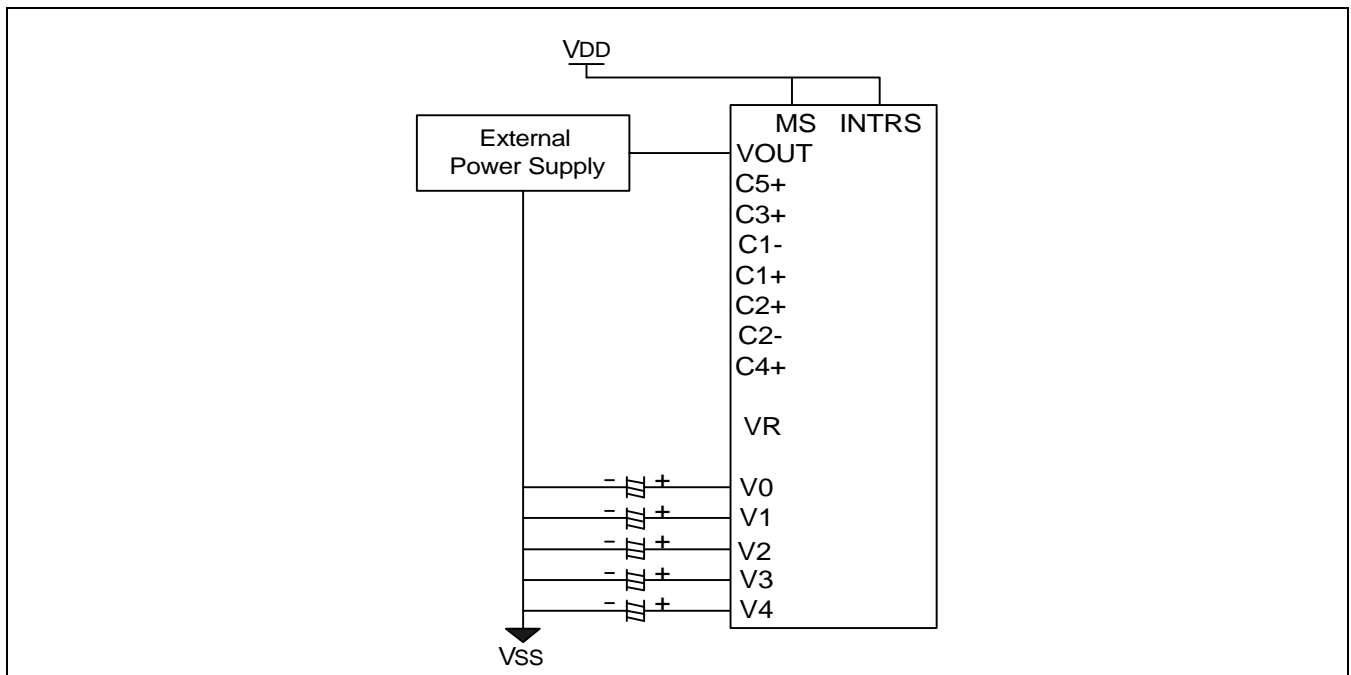 VDD
MS INTRS
External
Power Supply
VOUT
C5+
C3+
C1-
C1+
C2+
C2-
C4+
VR
- + V0
- + V1
- + V2
- + V3
- + V4
VSS